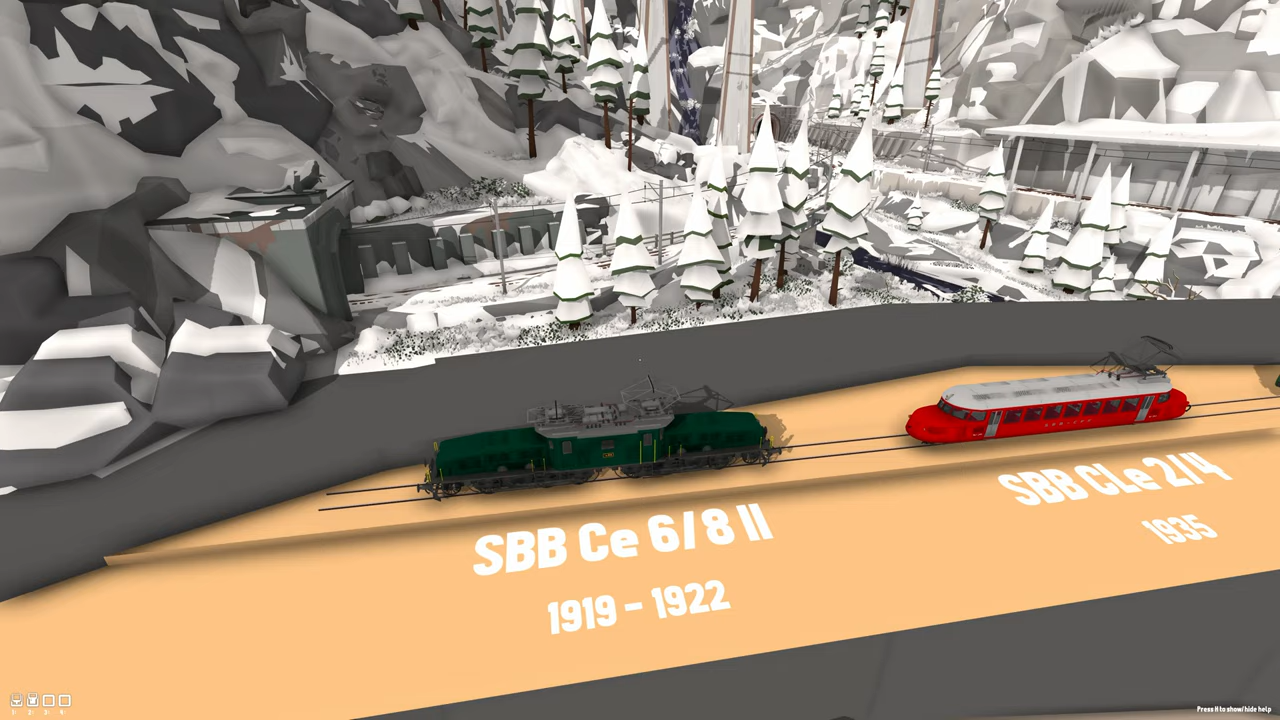 SBB Ce 6/8 II
1919 - 1922
SBB CLe 2/4
1935
Press H to show/hide help